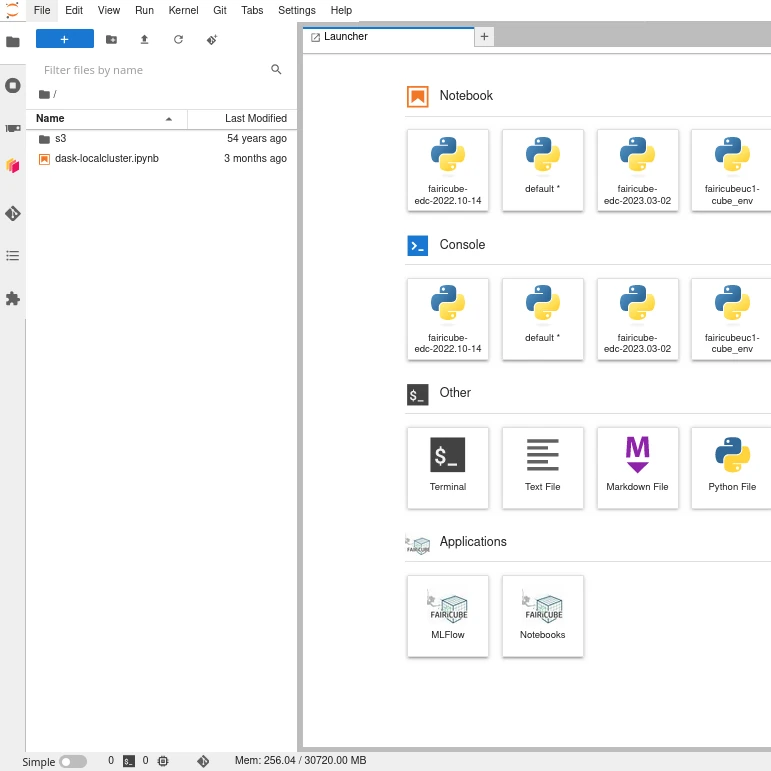 File Edit View Run Kernel Git Tabs Settings Help
+
Launcher
+
Filter files by name
/
Name Last Modified
s3 54 years ago
dask-localcluster.ipynb 3 months ago
Notebook
fairicube-
edc-2022.10-14
default *
fairicube-
edc-2023.03-02
fairicubeuc1-
cube_env
Console
fairicube-
edc-2022.10-14
default *
fairicube-
edc-2023.03-02
fairicubeuc1-
cube_env
$_ Other
$_
Terminal
Text File
M
Markdown File
Python File
FAIRiCUBE Applications
FAIRiCUBE
MLFlow
FAIRiCUBE
Notebooks
Simple 0 $_ 0 Mem: 256.04 / 30720.00 MB